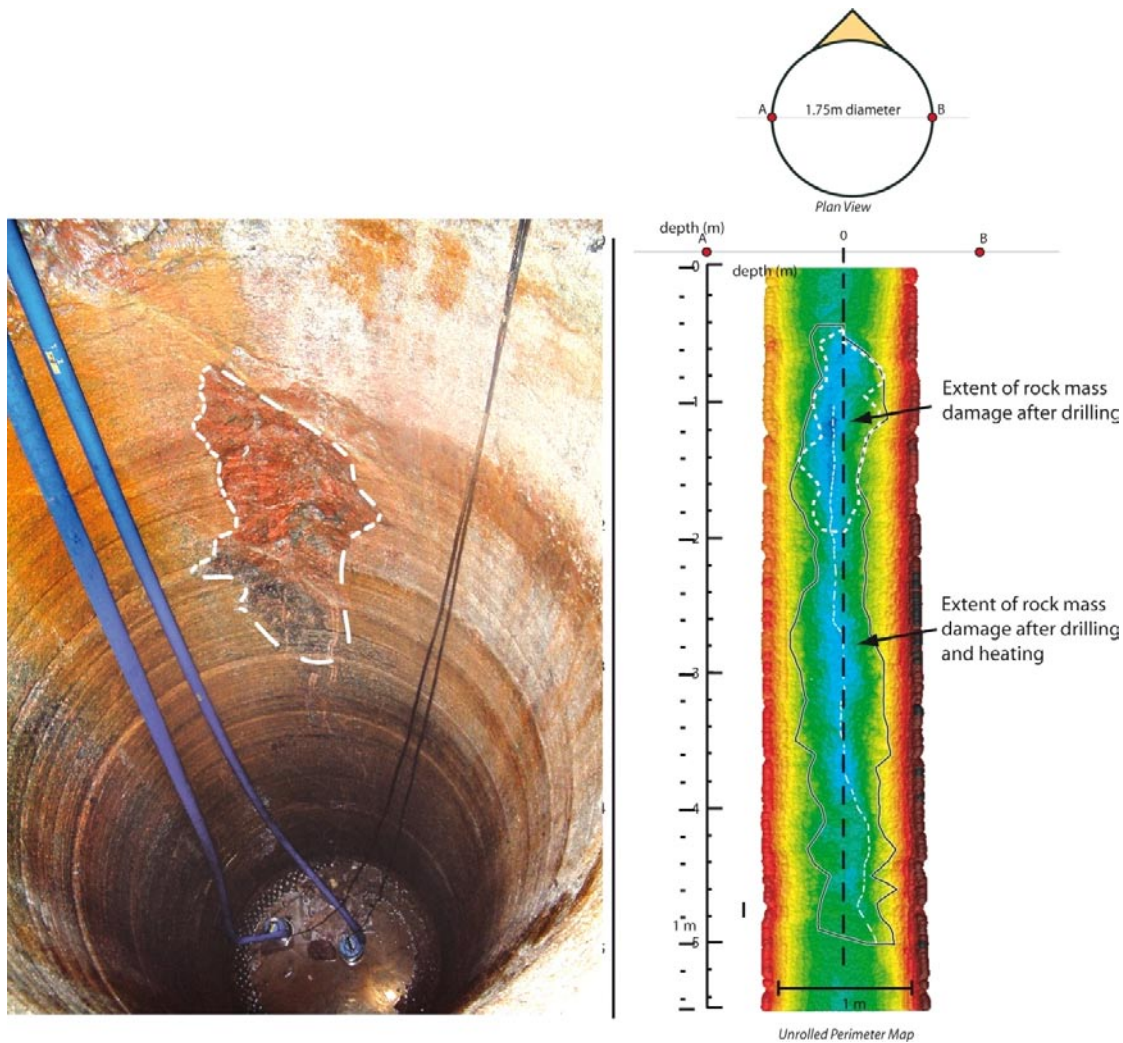 A
1.75m diameter
B
Plan View
depth (m)
0
A
B
depth (m)
0
1
2
3
4
5
Extent of rock mass
damage after drilling
Extent of rock mass
damage after drilling
and heating
1 m
1 m
Unrolled Perimeter Map